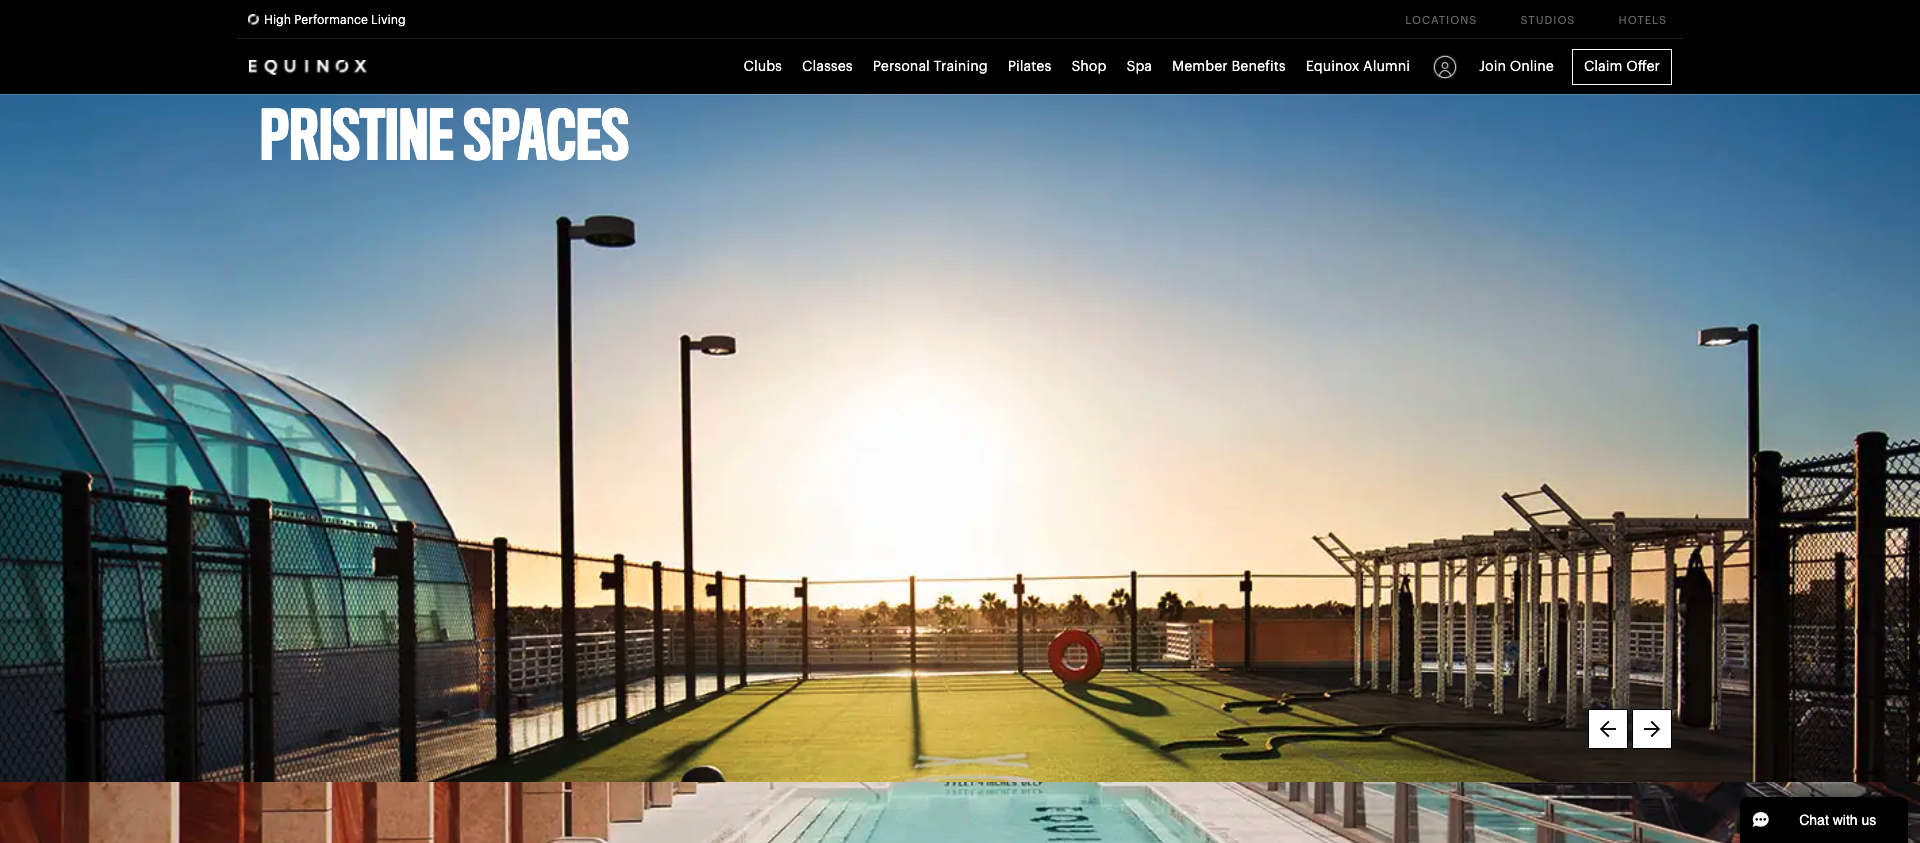 High Performance Living
LOCATIONS STUDIOS HOTELS
EQUINOX
Clubs Classes Personal Training Pilates Shop Spa Member Benefits Equinox Alumni Join Online Claim Offer
PRISTINE SPACES
Chat with us